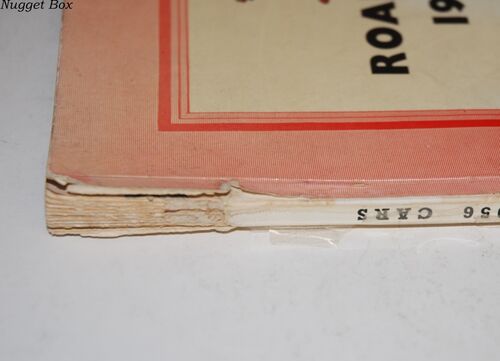 Nugget Box
ROA
19
956 CARS